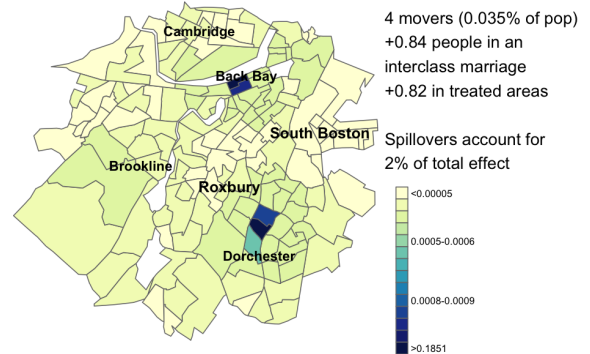 Cambridge
Back Bay
South Boston
Brookline
Roxbury
Dorchester
4 movers (0.035% of pop)
+0.84 people in an
interclass marriage
+0.82 in treated areas
Spillovers account for
2% of total effect
<0.00005
0.0005-0.0006
0.0008-0.0009
>0.1851